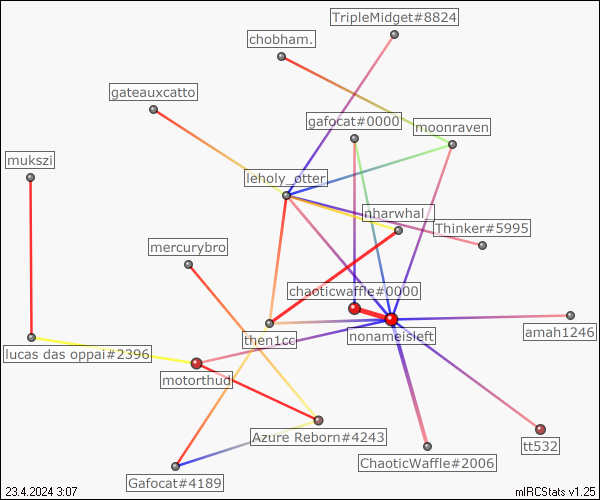 TripleMidget#8824
chobham.
gateauxcatto
gafocat#0000
moonraven
mukszi
leholy_otter
nharwhal_
Thinker#5995
mercurybro
chaoticwaffle#0000
then1cc
nonameisleft
amah1246
lucas das oppai#2396
motorthud
Azure Reborn#4243
tt532
ChaoticWaffle#2006
Gafocat#4189
23.4.2024 3:07
mIRCStats v1.25